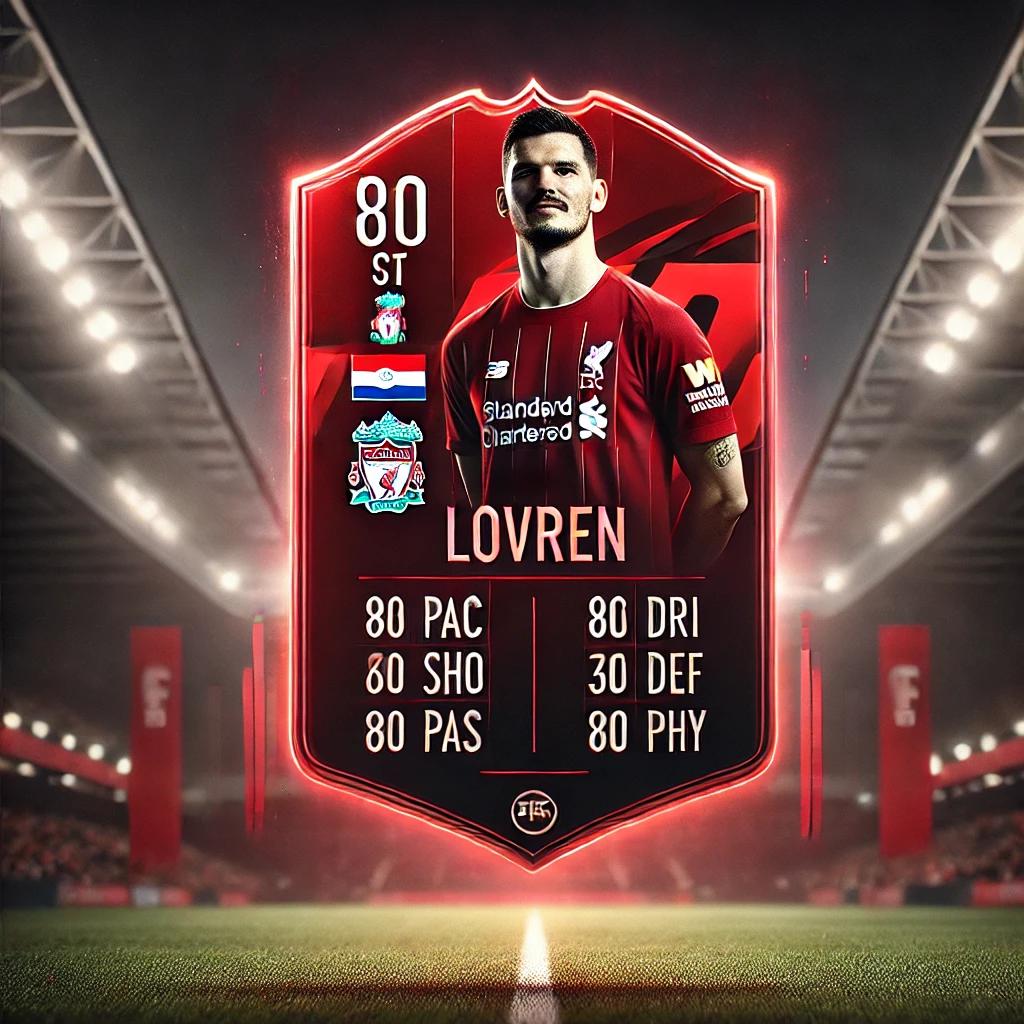 80
ST
Standard
Chartered
LOVREN
80 PAC
80 DRI
80 SHO
30 DEF
80 PAS
80 PHY